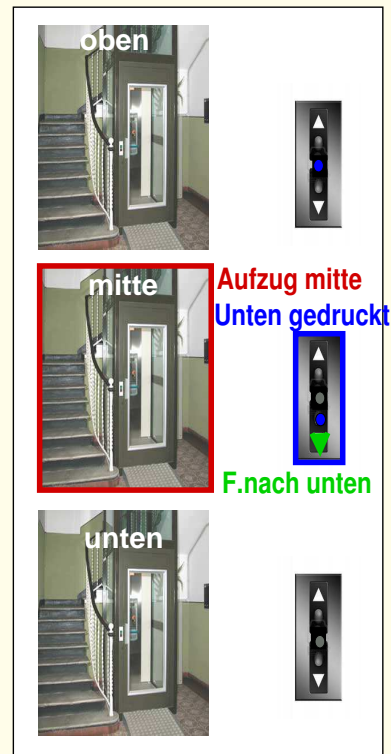 oben
mitte
Aufzug mitte
Unten gedruckt
F.nach unten
unten